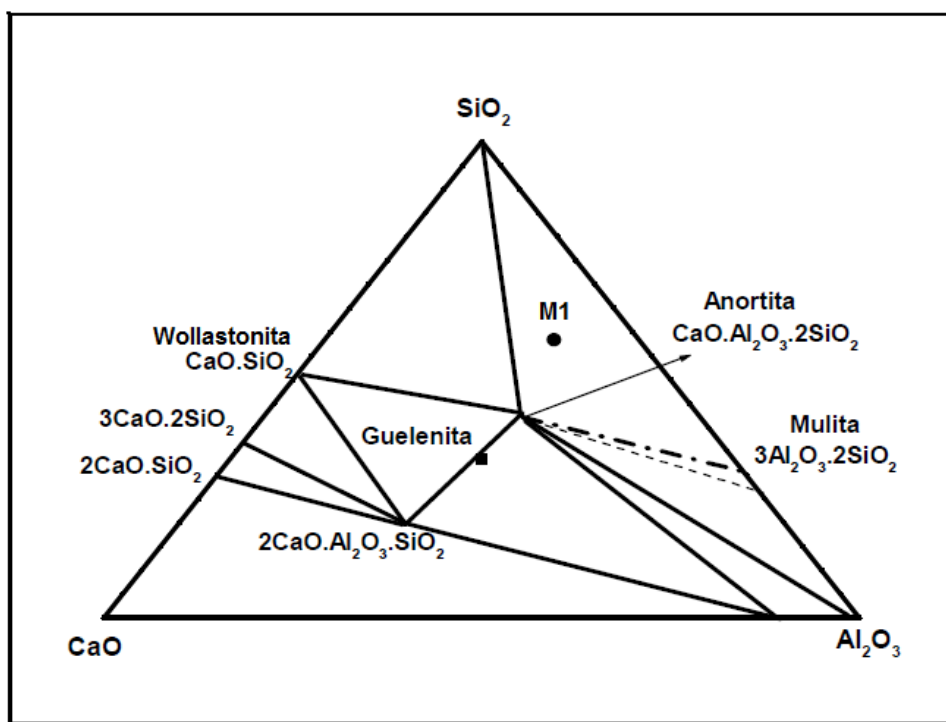 SiO₂
M1
Anortita
CaO.Al₂O₃.2SiO₂
Wollastonita
CaO.SiO₂
3CaO.2SiO₂
Guelenita
Mulita
3Al₂O₃.2SiO₂
2CaO.SiO₂
2CaO.Al₂O₃.SiO₂
CaO
Al₂O₃